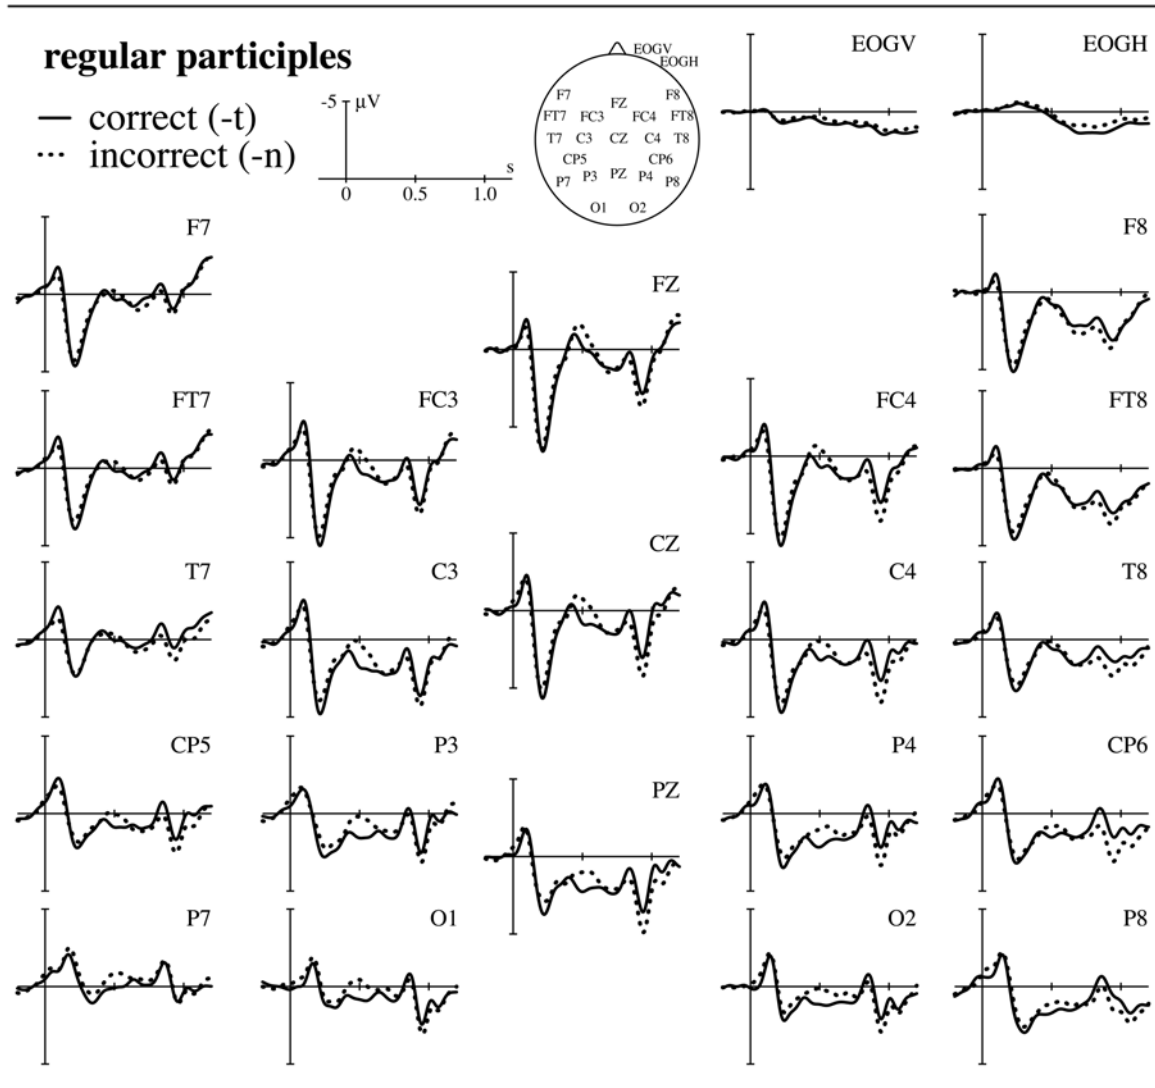 regular participles
correct (-t)
incorrect (-n)
-5 µV
s
0 0.5 1.0
EOGV
EOGH
F7 F8
FZ
FT7 FC3 FC4 FT8
T7 C3 CZ C4 T8
CP5 CP6
P7 P3 PZ P4 P8
O1 O2
EOGV
EOGH
F7
FZ
F8
FT7
FC3
FC4
FT8
T7
C3
CZ
C4
T8
CP5
P3
PZ
P4
CP6
P7
O1
O2
P8